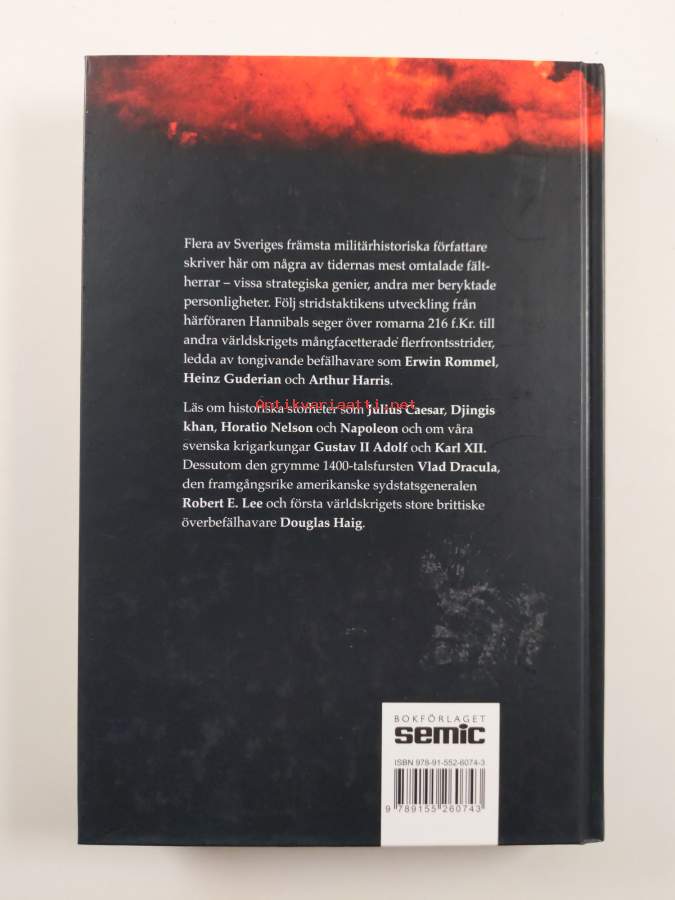 Flera av Sveriges främsta militärhistoriska författare
skriver här om några av tidernas mest omtalade fält-
herrar – vissa strategiska genier, andra mer beryktade
personligheter. Följ stridstaktikens utveckling från
härföraren Hannibals seger över romarna 216 f.Kr. till
andra världskrigets mångfacetterade flerfrontsstrider,
ledda av tongivande befälhavare som Erwin Rommel,
Heinz Guderian och Arthur Harris.
Antikvariaatti.net
Läs om historiska storheter som Julius Caesar, Djingis
khan, Horatio Nelson och Napoleon och om våra
svenska krigarkungar Gustav II Adolf och Karl XII.
Dessutom den grymme 1400-talsfursten Vlad Dracula,
den framgångsrike amerikanske sydstatsgeneralen
Robert E. Lee och första världskrigets store brittiske
överbefälhavare Douglas Haig.
BOKFÖRLAGET
semic
ISBN 978-91-552-6074-3
9 789155 260743